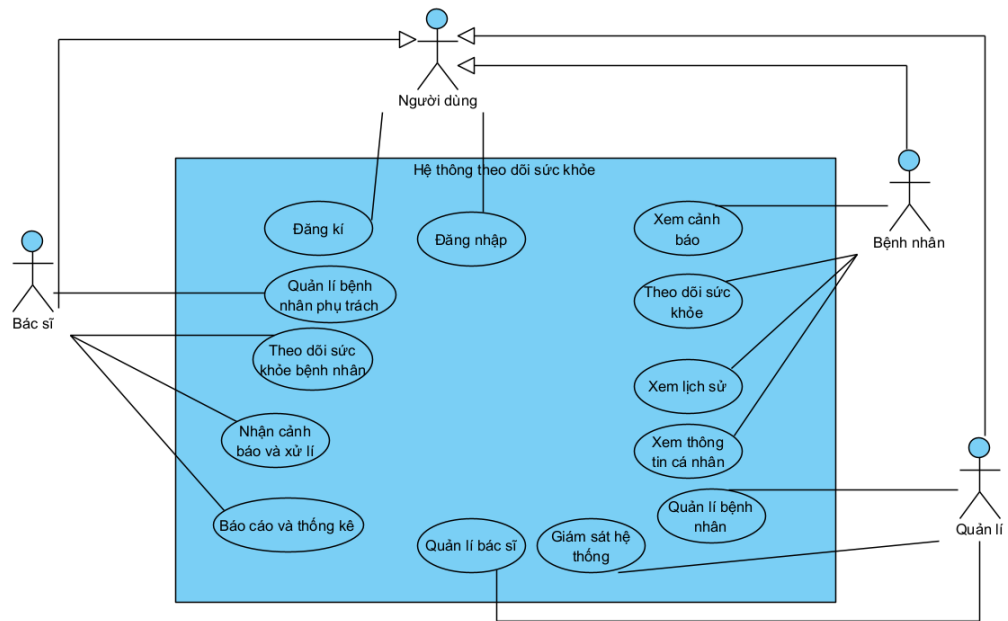 Người dùng
Hệ thông theo dõi sức khỏe
Đăng kí
Đăng nhập
Xem cảnh
báo
Bệnh nhân
Bác sĩ
Quản lí bệnh
nhân phụ trách
Theo dõi sức
khỏe
Theo dõi sức
khỏe bệnh nhân
Xem lịch sử
Nhận cảnh
báo và xử lí
Xem thông
tin cá nhân
Quản lí bệnh
nhân
Quản lí
Báo cáo và thống kê
Quản lí bác sĩ
Giám sát hệ
thống